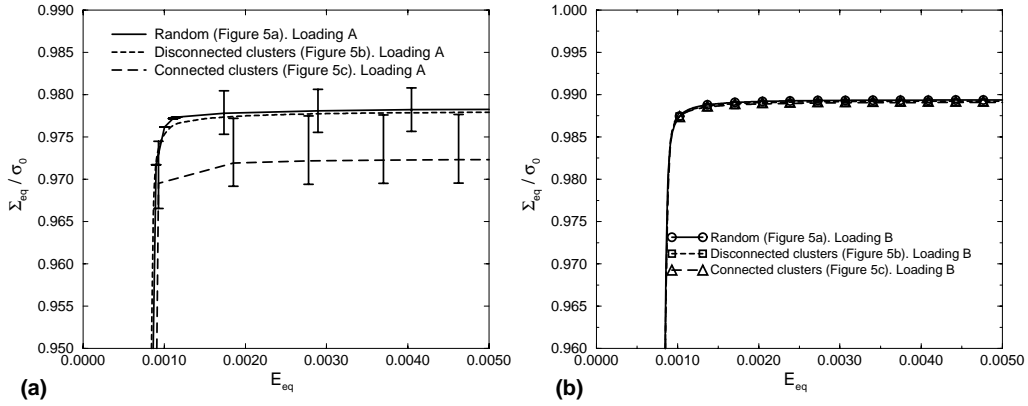 0.990
0.985
0.980
0.975
0.970
0.965
0.960
0.955
0.950
Σeq / σ0
Random (Figure 5a). Loading A
Disconnected clusters (Figure 5b). Loading A
Connected clusters (Figure 5c). Loading A
0.0000 0.0010 0.0020 0.0030 0.0040 0.0050
Eeq
(a)
1.000
0.995
0.990
0.985
0.980
0.975
0.970
0.965
0.960
Σeq / σ0
Random (Figure 5a). Loading B
Disconnected clusters (Figure 5b). Loading B
Connected clusters (Figure 5c). Loading B
0.0000 0.0010 0.0020 0.0030 0.0040 0.0050
Eeq
(b)